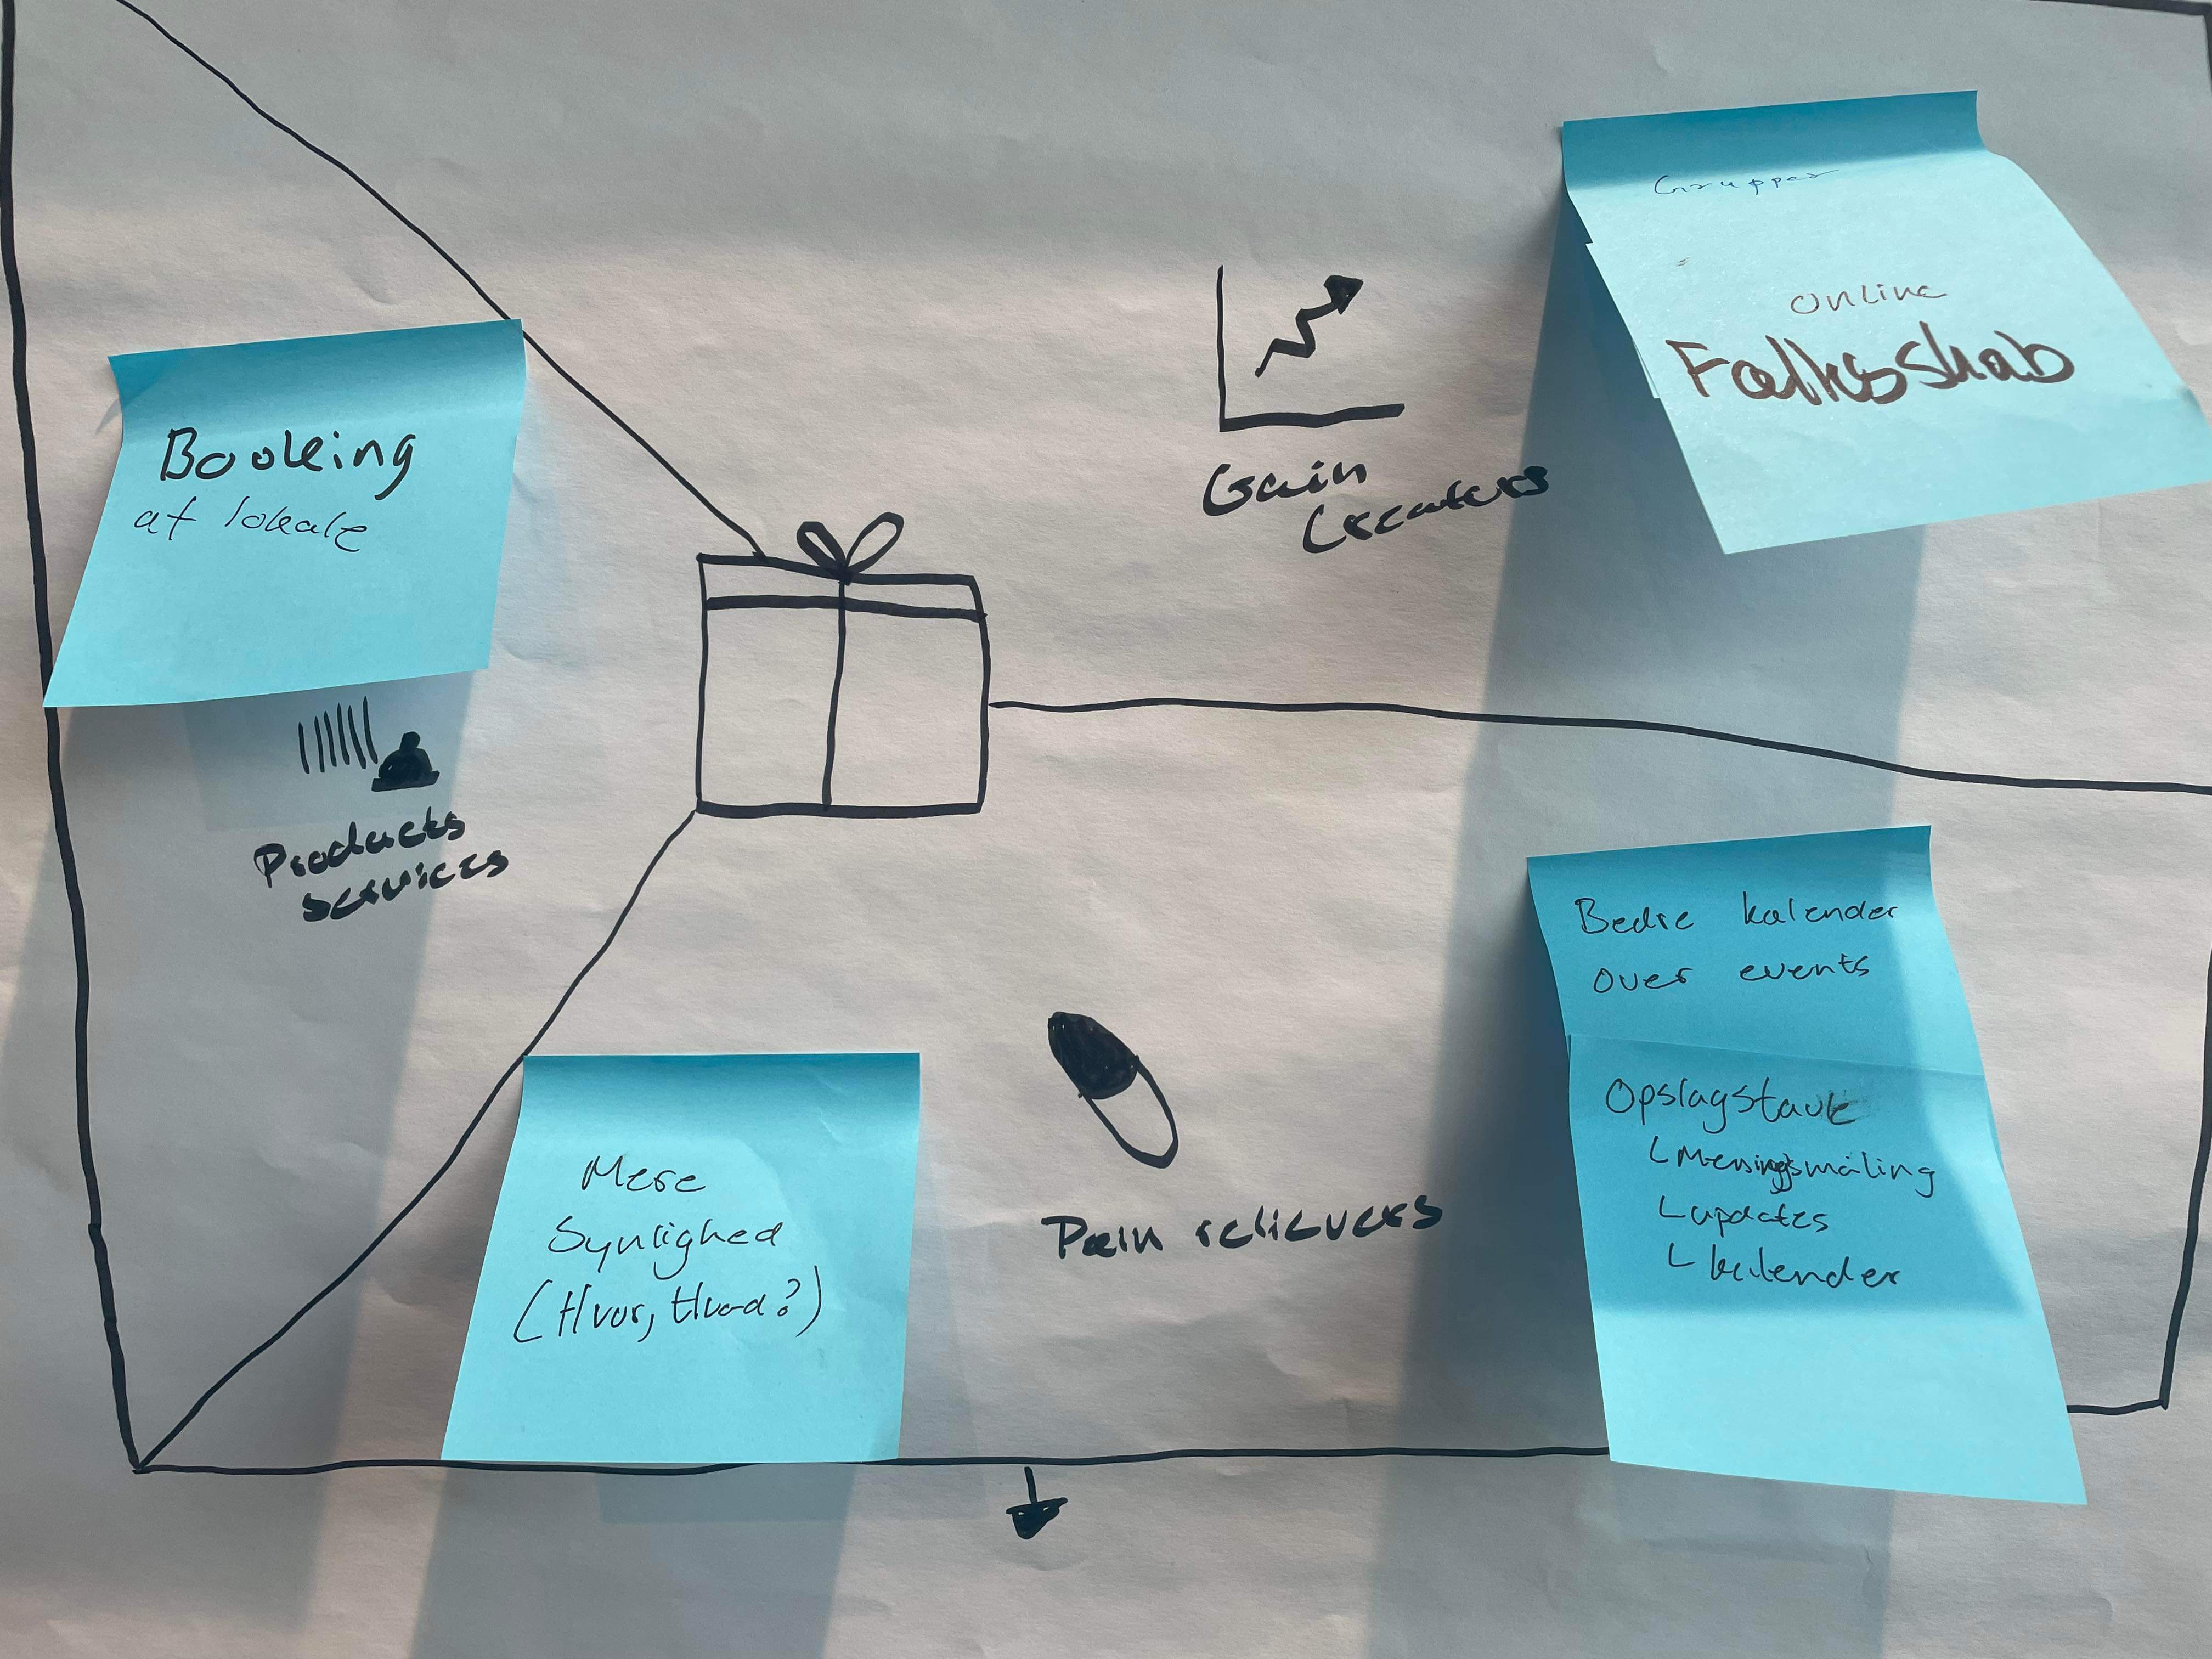 Booking
af lokale
Products
services
Gain
Creators
Grupper
Online
Fælksskab
Mere
Synlighed
(Hvor, Hvad?)
Pain relievers
Bedre kalender
over events
Opslagstavle
Meningsmåling
updates
kalender